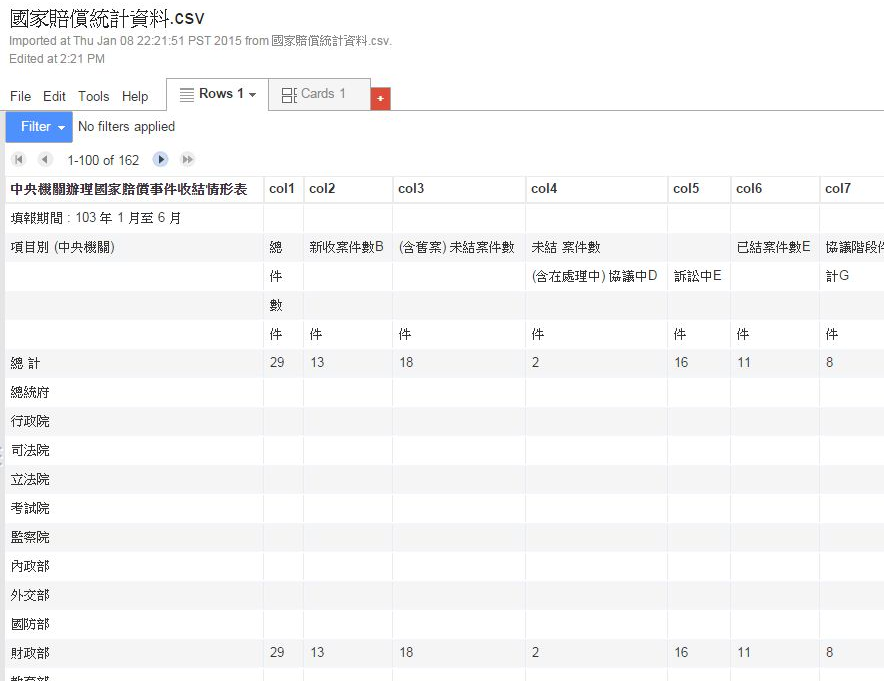 國家賠償統計資料.csv
Imported at Thu Jan 08 22:21:51 PST 2015 from 國家賠償統計資料.csv.
Edited at 2:21 PM
File Edit Tools Help Rows 1 Cards 1 +
Filter No filters applied
1-100 of 162
中央機關辦理國家賠償事件收結情形表 col1 col2 col3 col4 col5 col6 col7
填報期間 : 103 年 1 月至 6 月
項目別 (中央機關) 總 新收案件數B (含舊案) 未結案件數 未結 案件數 已結案件數E 協議階段件
件 (含在處理中) 協議中D 訴訟中E 計G
數
件 件 件 件 件 件 件
總 計 29 13 18 2 16 11 8
總統府
行政院
司法院
立法院
考試院
監察院
內政部
外交部
國防部
財政部 29 13 18 2 16 11 8
教育部